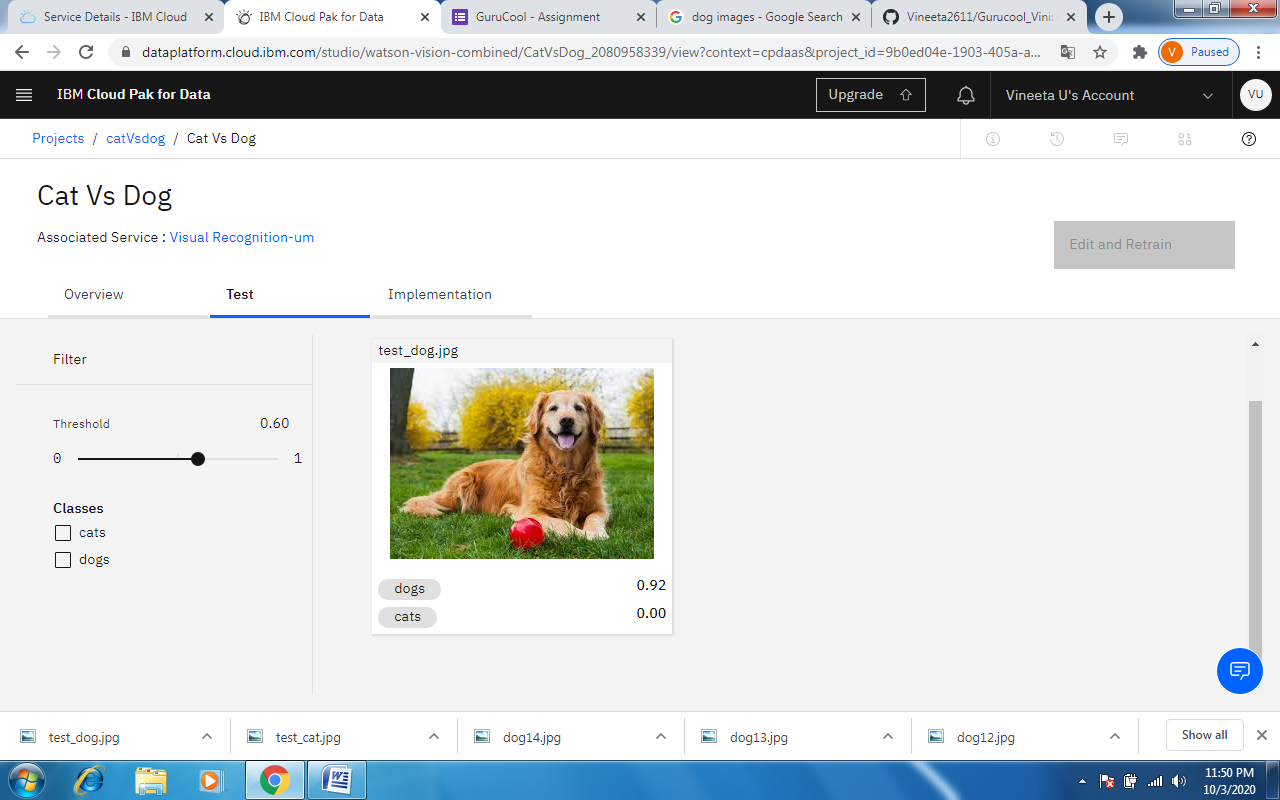 Service Details - IBM Cloud
IBM Cloud Pak for Data
GuruCool - Assignment
dog images - Google Search
Vineeta2611/Gurucool_Vini
dataplatform.cloud.ibm.com/studio/watson-vision-combined/CatVsDog_2080958339/view?context=cpdaas&project_id=9b0ed04e-1903-405a-a...
V Paused
IBM Cloud Pak for Data
Upgrade
Vineeta U's Account
VU
Projects / catVsdog / Cat Vs Dog
Cat Vs Dog
Associated Service : Visual Recognition-um
Edit and Retrain
Overview
Test
Implementation
Filter
Threshold 0.60
0 1
Classes
cats
dogs
test_dog.jpg
dogs 0.92
cats 0.00
test_dog.jpg
test_cat.jpg
dog14.jpg
dog13.jpg
dog12.jpg
Show all
11:50 PM
10/3/2020